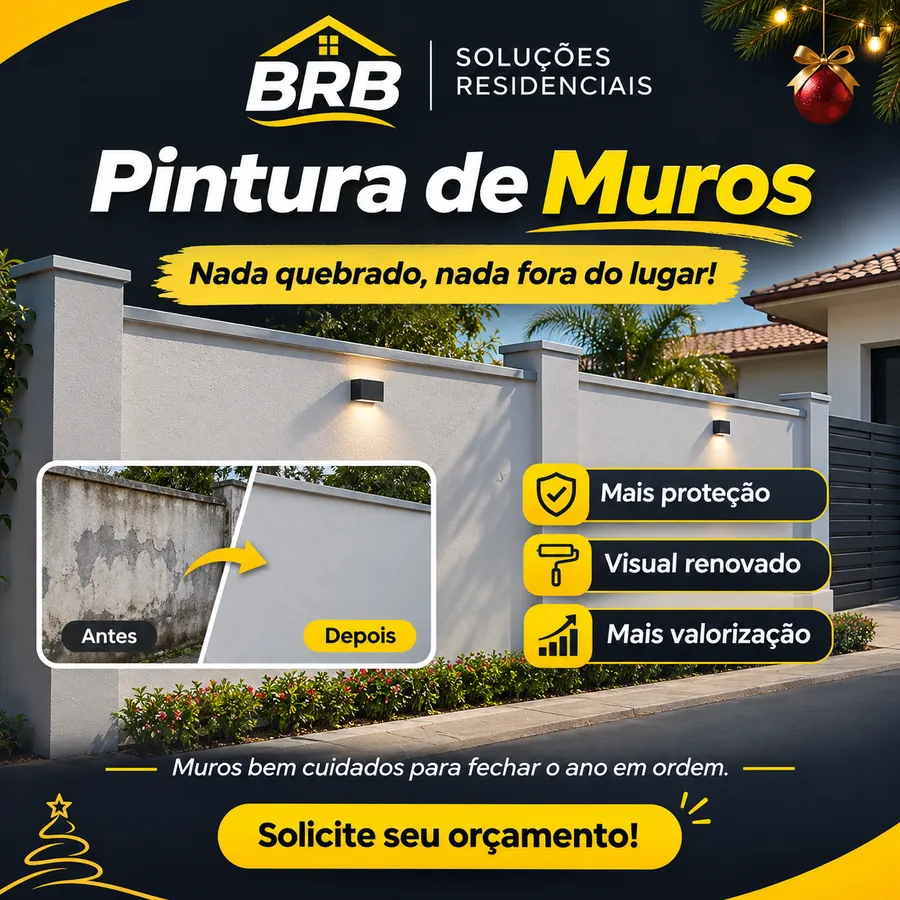 BRB
SOLUÇÕES
RESIDENCIAIS
Pintura de Muros
Nada quebrado, nada fora do lugar!
Mais proteção
Visual renovado
Mais valorização
Antes
Depois
Muros bem cuidados para fechar o ano em ordem.
Solicite seu orçamento!